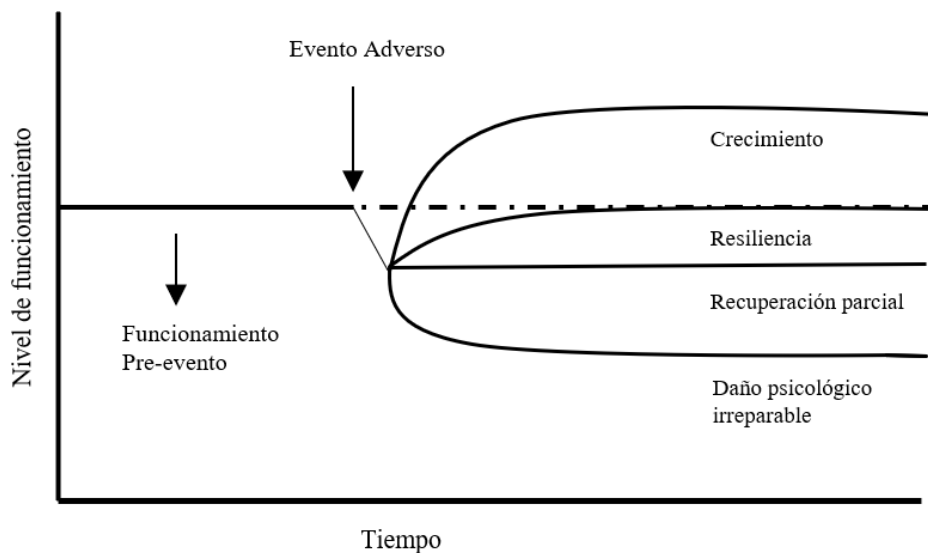 Evento Adverso
Crecimiento
Nivel de funcionamiento
Resiliencia
Recuperación parcial
Funcionamiento
Pre-evento
Daño psicológico
irreparable
Tiempo